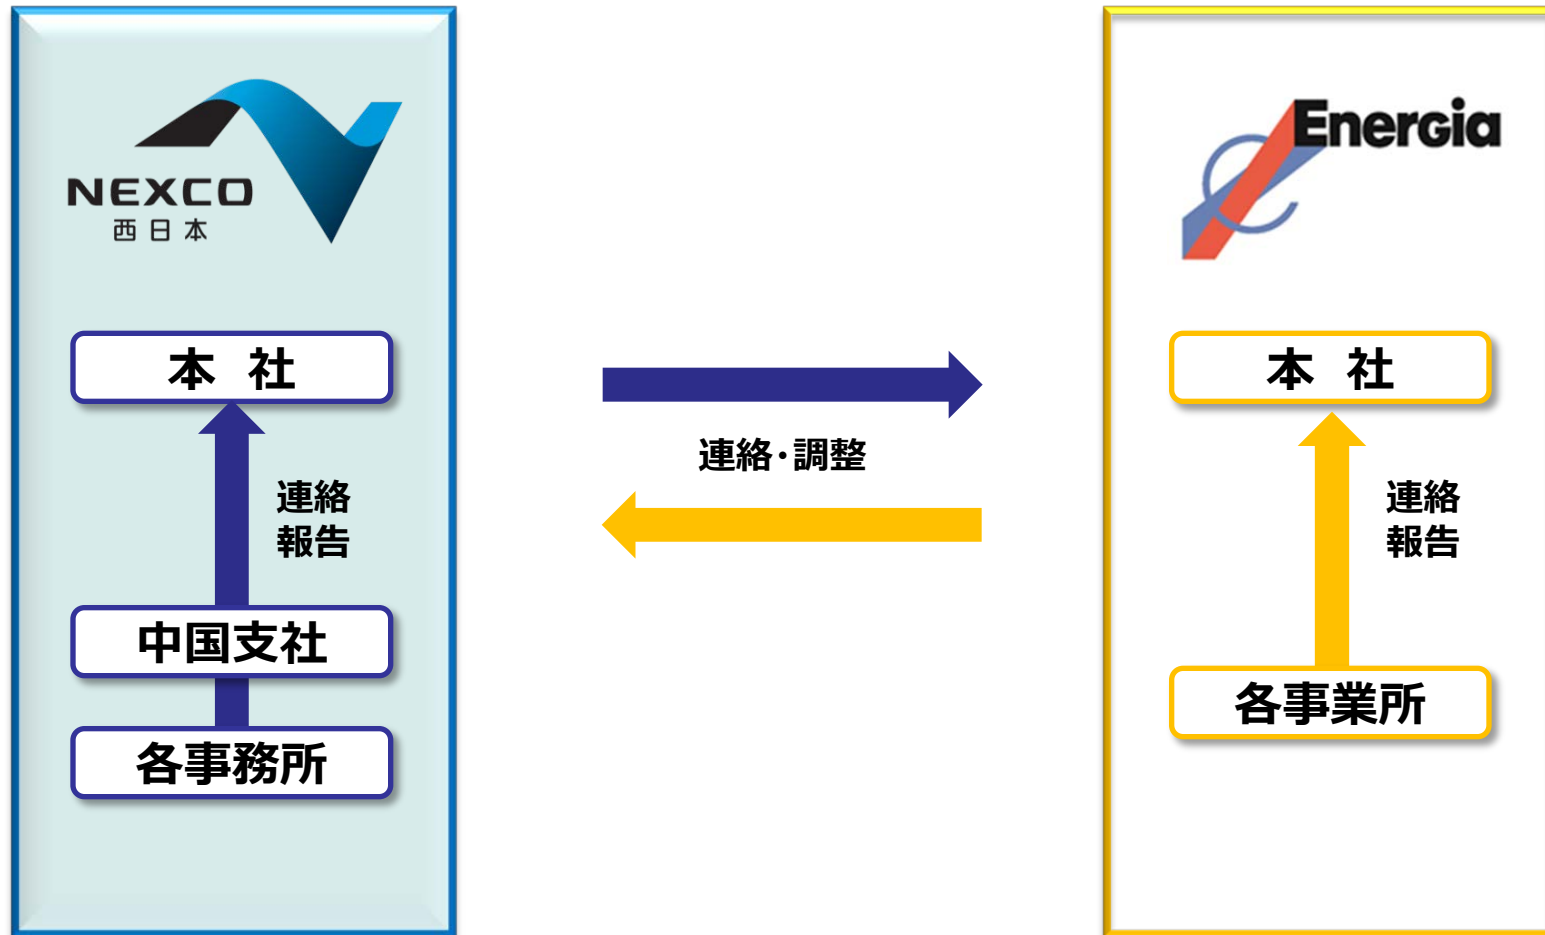 NEXCO
西日本
本 社
連絡
報告
中国支社
各事務所
連絡･調整
Energia
本 社
連絡
報告
各事業所